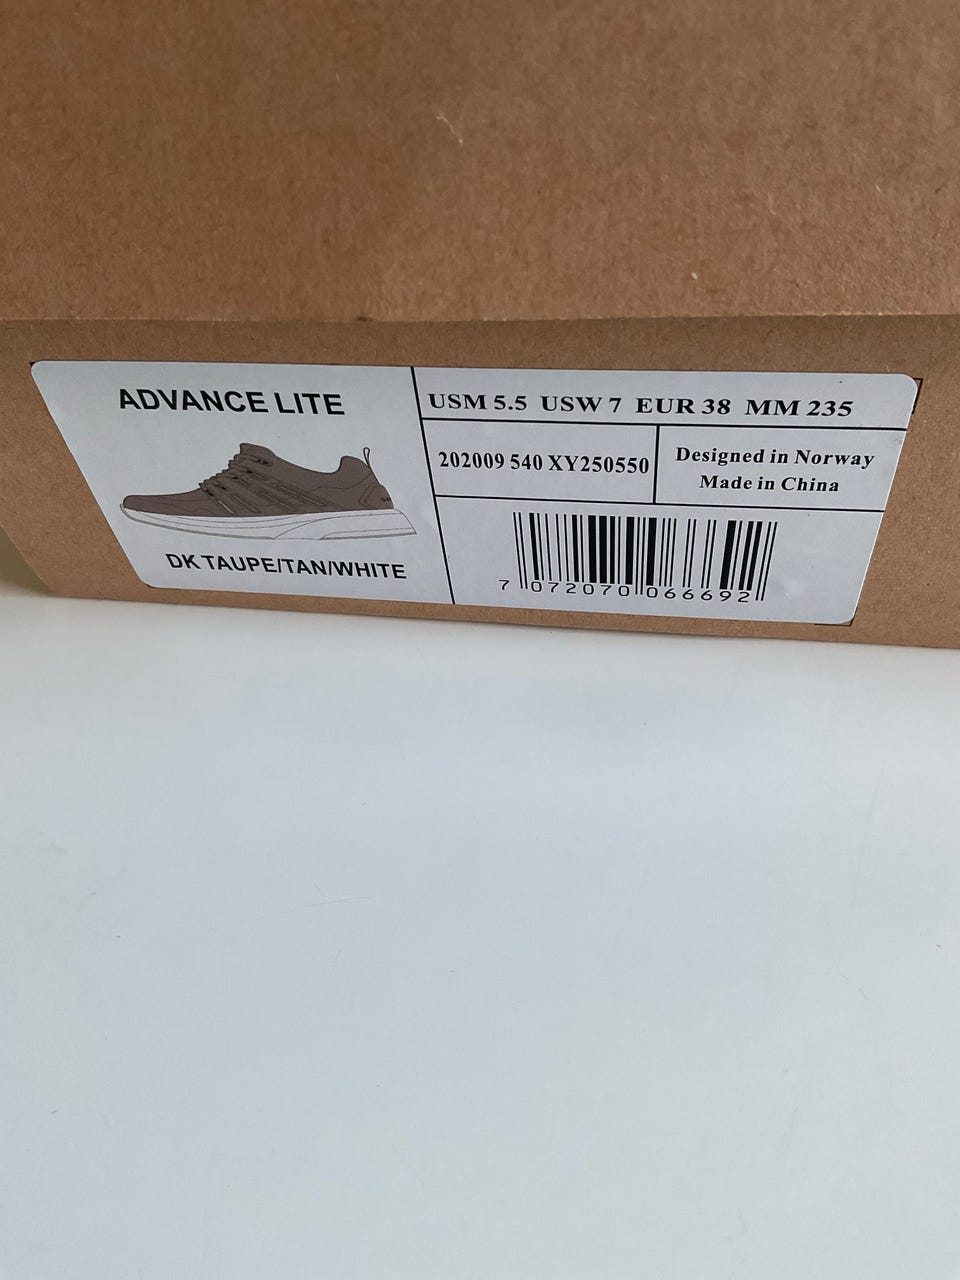 ADVANCE LITE
DK TAUPE/TAN/WHITE
USM 5.5 USW 7 EUR 38 MM 235
202009 540 XY250550
Designed in Norway
Made in China
7 072070 066692